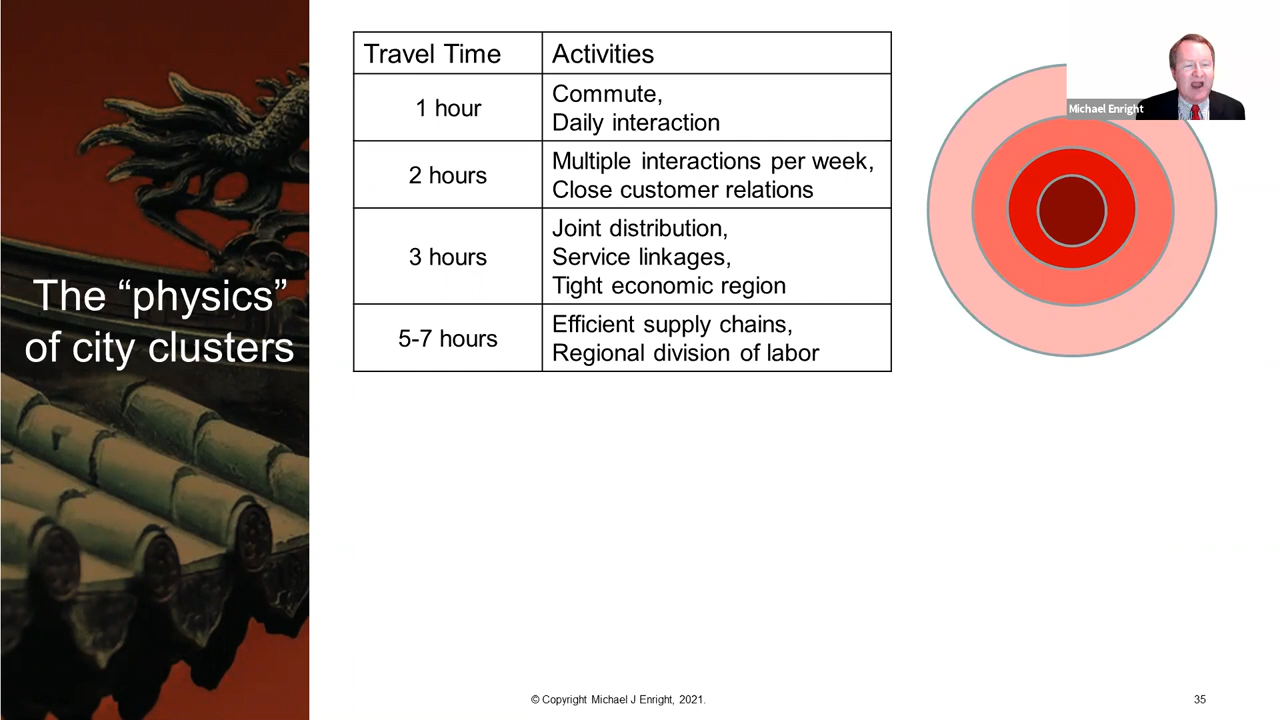 The “physics”
of city clusters
Travel Time Activities
1 hour
Commute,
Daily interaction
2 hours
Multiple interactions per week,
Close customer relations
3 hours
Joint distribution,
Service linkages,
Tight economic region
5-7 hours
Efficient supply chains,
Regional division of labor
Michael Enright
© Copyright Michael J Enright, 2021.
35